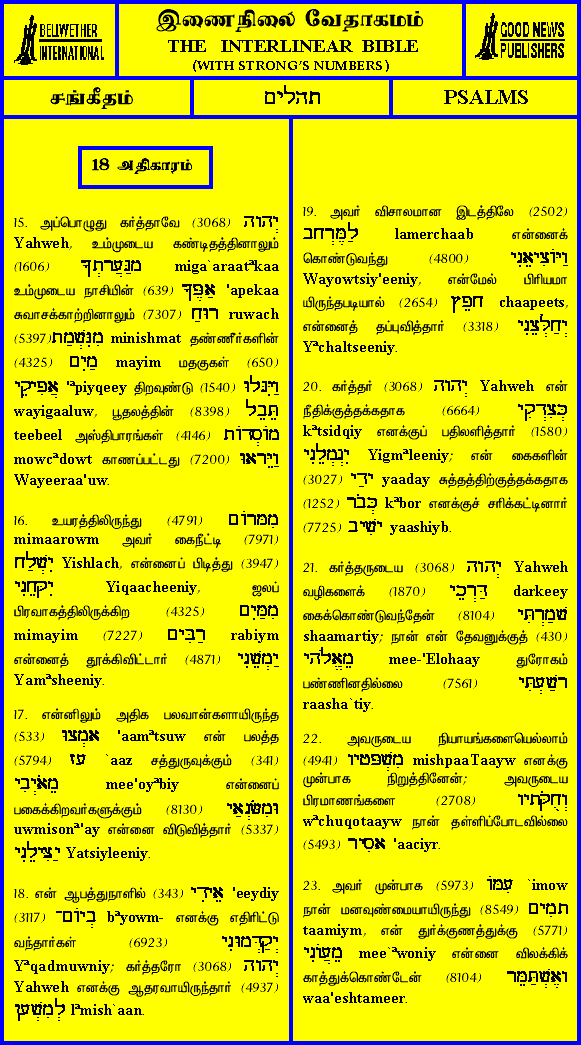 BELLWETHER
INTERNATIONAL
இணைநிலை வேதாகமம்
THE INTERLINEAR BIBLE
(WITH STRONG'S NUMBERS)
GOOD NEWS
PUBLISHERS
சங்கீதம்
תהלים
PSALMS
18 அதிகாரம்
15. அப்பொழுது கர்த்தாவே (3068) יְהוָה
Yahweh, உம்முடைய கண்டிதத்தினாலும்
(1606) מִגַּעֲרָתְךָ miga`araatªkaa
உம்முடைய நாசியின் (639) אַפֶּךָ 'apekaa
சுவாசக்காற்றினாலும் (7307) רוּחַ ruwach
(5397) מִנִּשְׁמַת minishmat தண்ணீர்களின்
(4325) מַיִם mayim மதகுகள் (650)
אֲפִיקֵי 'ªpiyqeey திறவுண்டு (1540) וַיִּגָּלוּ
wayigaaluw, பூதலத்தின் (8398) תֵּבֵל
teebeel அஸ்திபாரங்கள் (4146) מוֹסְדוֹת
mowcªdowt காணப்பட்டது (7200) וַיֵּרָאוּ
Wayeeraa'uw.
16. உயரத்திலிருந்து (4791) מִמָּרוֹם
mimaarowm அவர் கைநீட்டி (7971)
יִשְׁלַח Yishlach, என்னைப் பிடித்து (3947)
יִקָּחֵנִי Yiqaacheeniy, ஜலப்
பிரவாகத்திலிருக்கிற (4325) מִמַּיִם
mimayim (7227) רַבִּים rabiym
என்னைத் தூக்கிவிட்டார் (4871) יַמְשֵׁנִי
Yamªsheeniy.
17. என்னிலும் அதிக பலவான்களாயிருந்த
(533) אָמְצוּ 'aamªtsuw என் பலத்த
(5794) עָז `aaz சத்துருவுக்கும் (341)
מֵאֹיְבִי mee'oyªbiy என்னைப்
பகைக்கிறவர்களுக்கும் (8130) וּמִשֹּׂנְאַי
uwmisonª'ay என்னை விடுவித்தார் (5337)
יַצִּילֵנִי Yatsiyleeniy.
18. என் ஆபத்துநாளில் (343) אֵידִי 'eeydiy
(3117) בְיוֹם־ bªyowm- எனக்கு எதிரிட்டு
வந்தார்கள் (6923) יְקַדְּמוּנִי
Yªqadmuwniy; கர்த்தரோ (3068) יְהוָה
Yahweh எனக்கு ஆதரவாயிருந்தார் (4937)
לְמִשְׁעָן lªmish`aan.
19. அவர் விசாலமான இடத்திலே (2502)
לַמֶּרְחָב lamerchaab என்னைக்
கொண்டுவந்து (4800) וַיּוֹצִיאֵנִי
Wayowtsiy'eeniy, என்மேல் பிரியமா
யிருந்தபடியால் (2654) חָפֵץ chaapeets,
என்னைத் தப்புவித்தார் (3318) יְחַלְּצֵנִי
Yªchaltseeniy.
20. கர்த்தர் (3068) יְהוָה Yahweh என்
நீதிக்குத்தக்கதாக (6664) כְּצִדְקִי
kªtsidqiy எனக்குப் பதிலளித்தார் (1580)
יִגְמְלֵנִי Yigmªleeniy; என் கைகளின்
(3027) יָדַי yaaday சுத்தத்திற்குத்தக்கதாக
(1252) כְּבֹר kªbor எனக்குச் சரிக்கட்டினார்
(7725) יָשִׁיב yaashiyb.
21. கர்த்தருடைய (3068) יְהוָה Yahweh
வழிகளைக் (1870) דַּרְכֵי darkeey
கைக்கொண்டுவந்தேன் (8104) שָׁמַרְתִּי
shaamartiy; நான் என் தேவனுக்குத் (430)
מֵאֱלֹהָי mee-'Elohaay துரோகம்
பண்ணினதில்லை (7561) רָשַׁעְתִּי
raasha`tiy.
22. அவருடைய நியாயங்களையெல்லாம்
(4941) מִשְׁפָּטָיו mishpaaTaayw எனக்கு
முன்பாக நிறுத்தினேன்; அவருடைய
பிரமாணங்களை (2708) וְחֻקֹּתָיו
wªchuqotaayw நான் தள்ளிப்போடவில்லை
(5493) אָסִיר 'aaciyr.
23. அவர் முன்பாக (5973) עִמּוֹ `imow
நான் மனவுண்மையாயிருந்து (8549) תָמִים
taamiym, என் துர்க்குணத்துக்கு (5771)
מֵעֲוֹנִי mee`ªwoniy என்னை விலக்கிக்
காத்துக்கொண்டேன் (8104) וָאֶשְׁתַּמֵּר
waa'eshtameer.